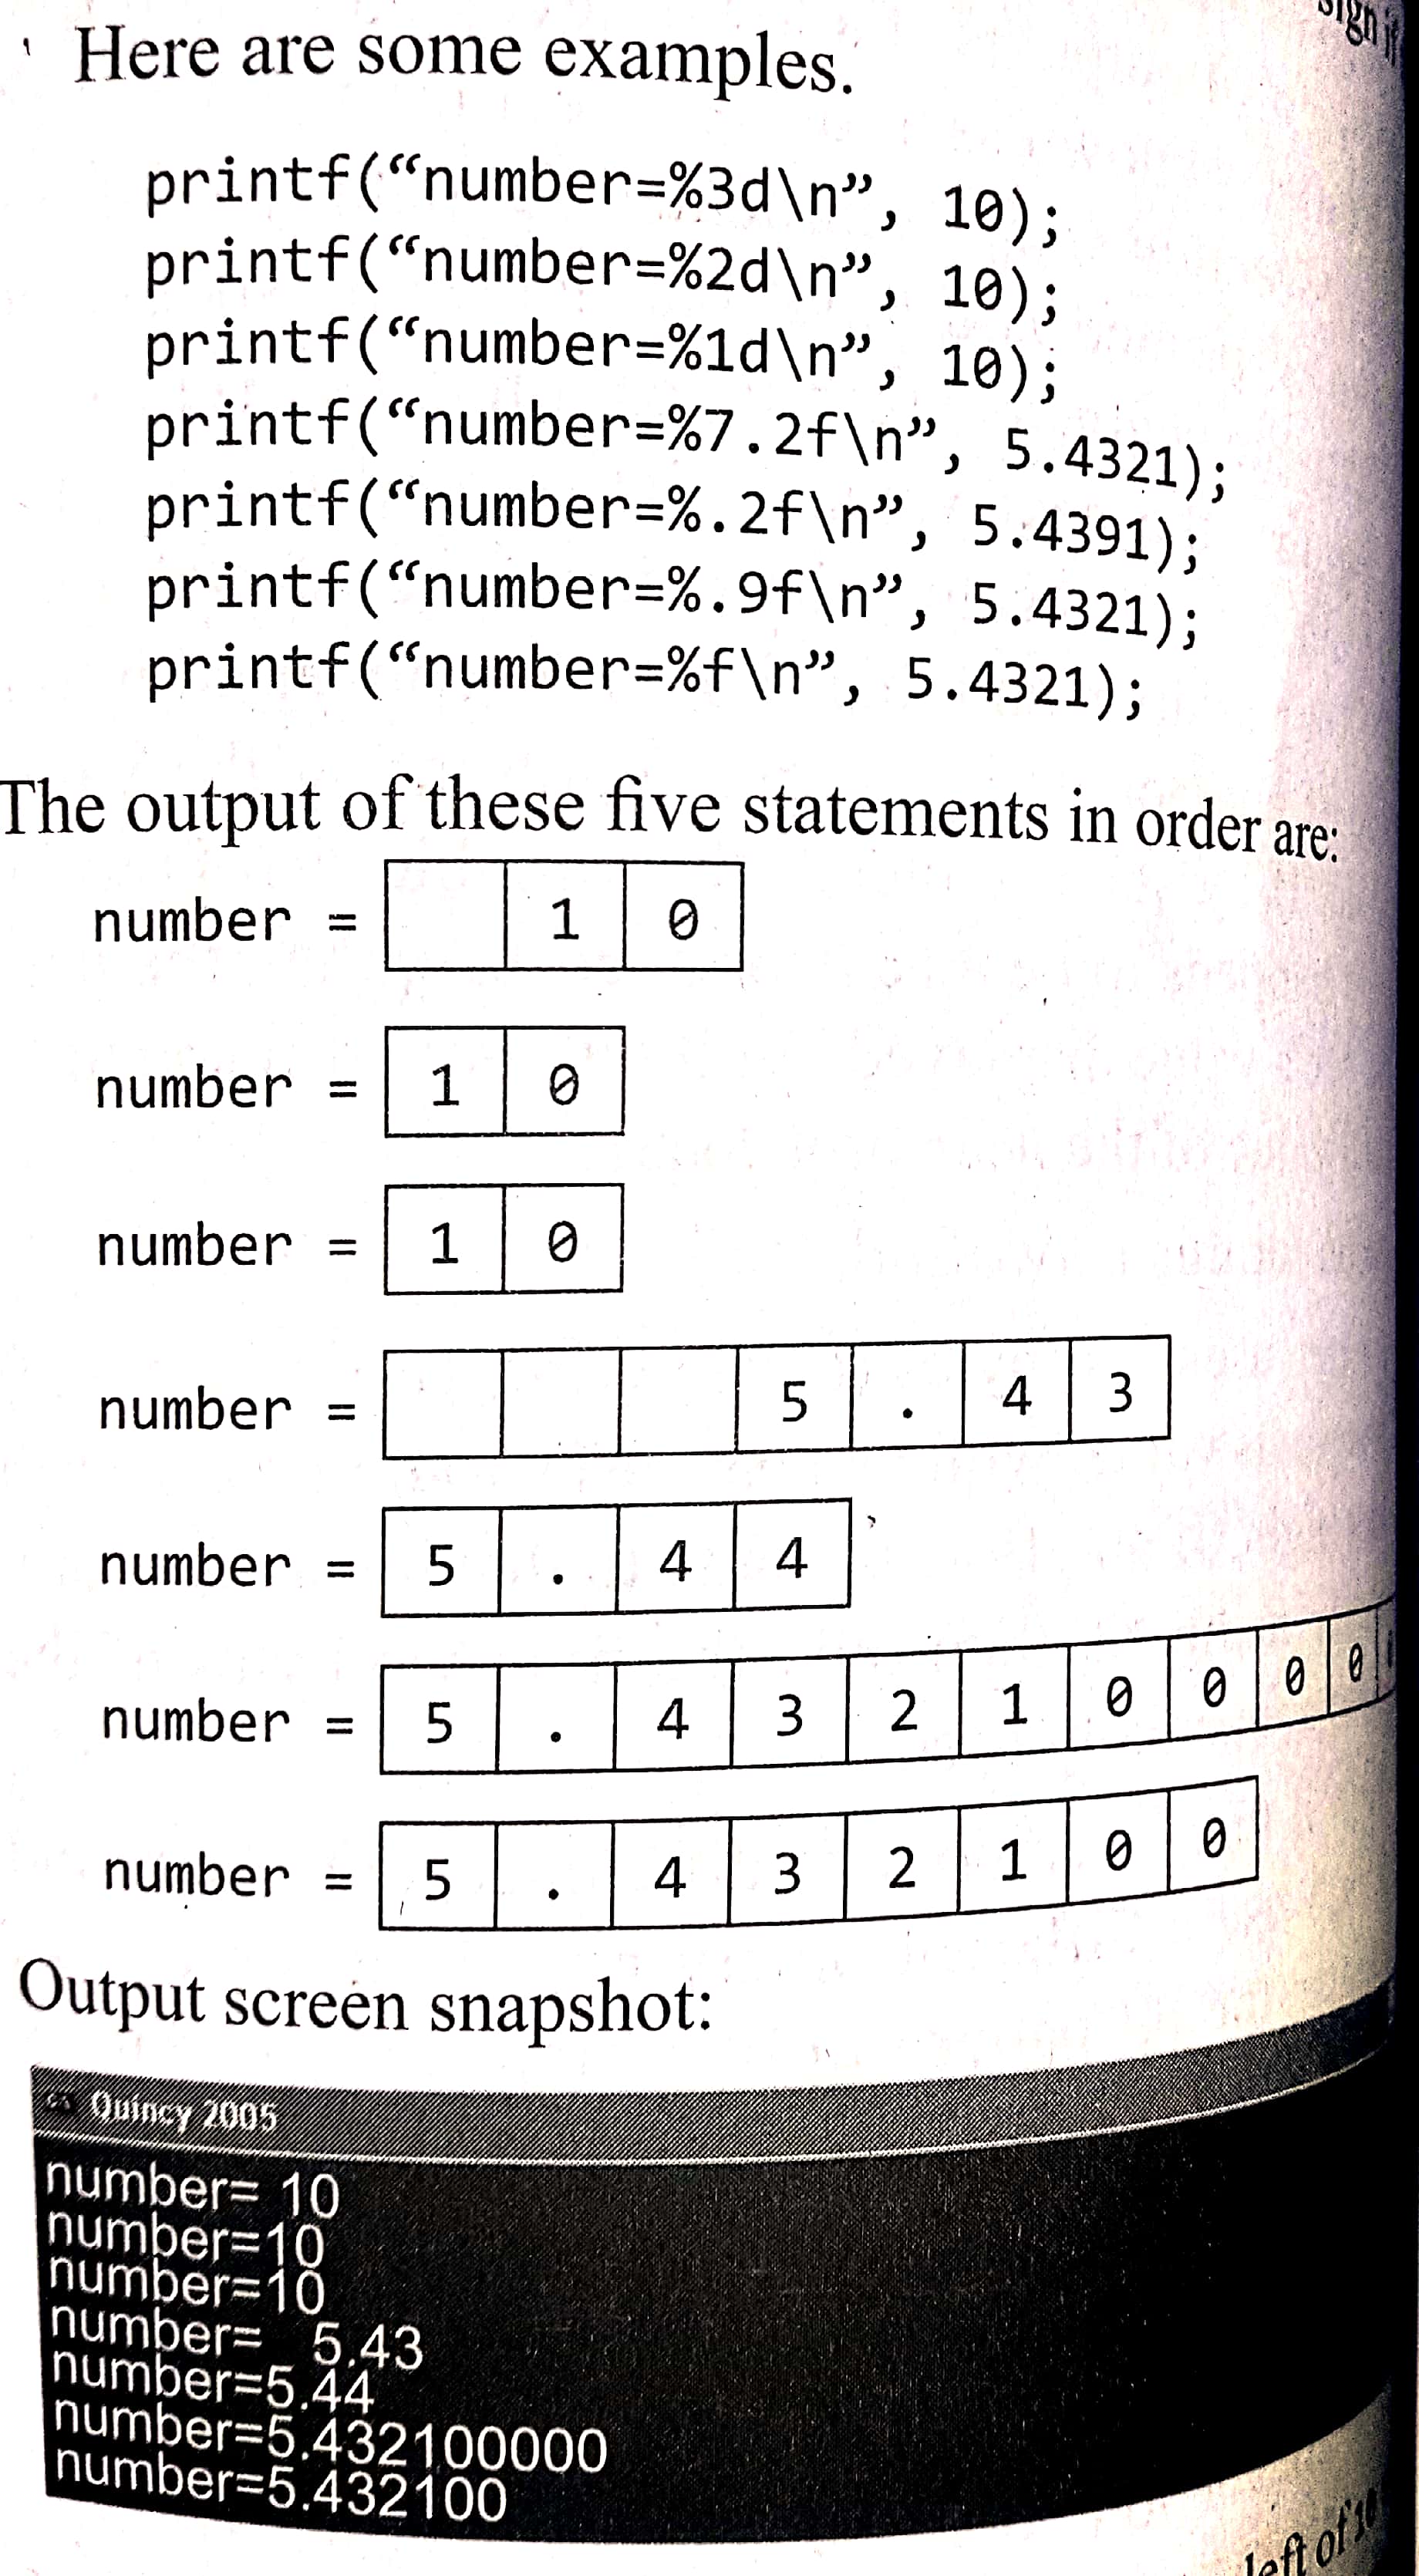 sign if
Here are some examples.
printf(“number=%3d\n”, 10);
printf(“number=%2d\n”, 10);
printf(“number=%1d\n”, 10);
printf(“number=%7.2f\n”, 5.4321);
printf(“number=%.2f\n”, 5.4391);
printf(“number=%.9f\n”, 5.4321);
printf(“number=%f\n”, 5.4321);
The output of these five statements in order are:
number = 1 0
number = 1 0
number = 1 0
number = 5 . 4 3
number = 5 . 4 4
number = 5 . 4 3 2 1 0 0 0 0
number = 5 . 4 3 2 1 0 0
Output screen snapshot:
Quincy 2005
number= 10
number=10
number=10
number=   5.43
number=5.44
number=5.432100000
number=5.432100
left of